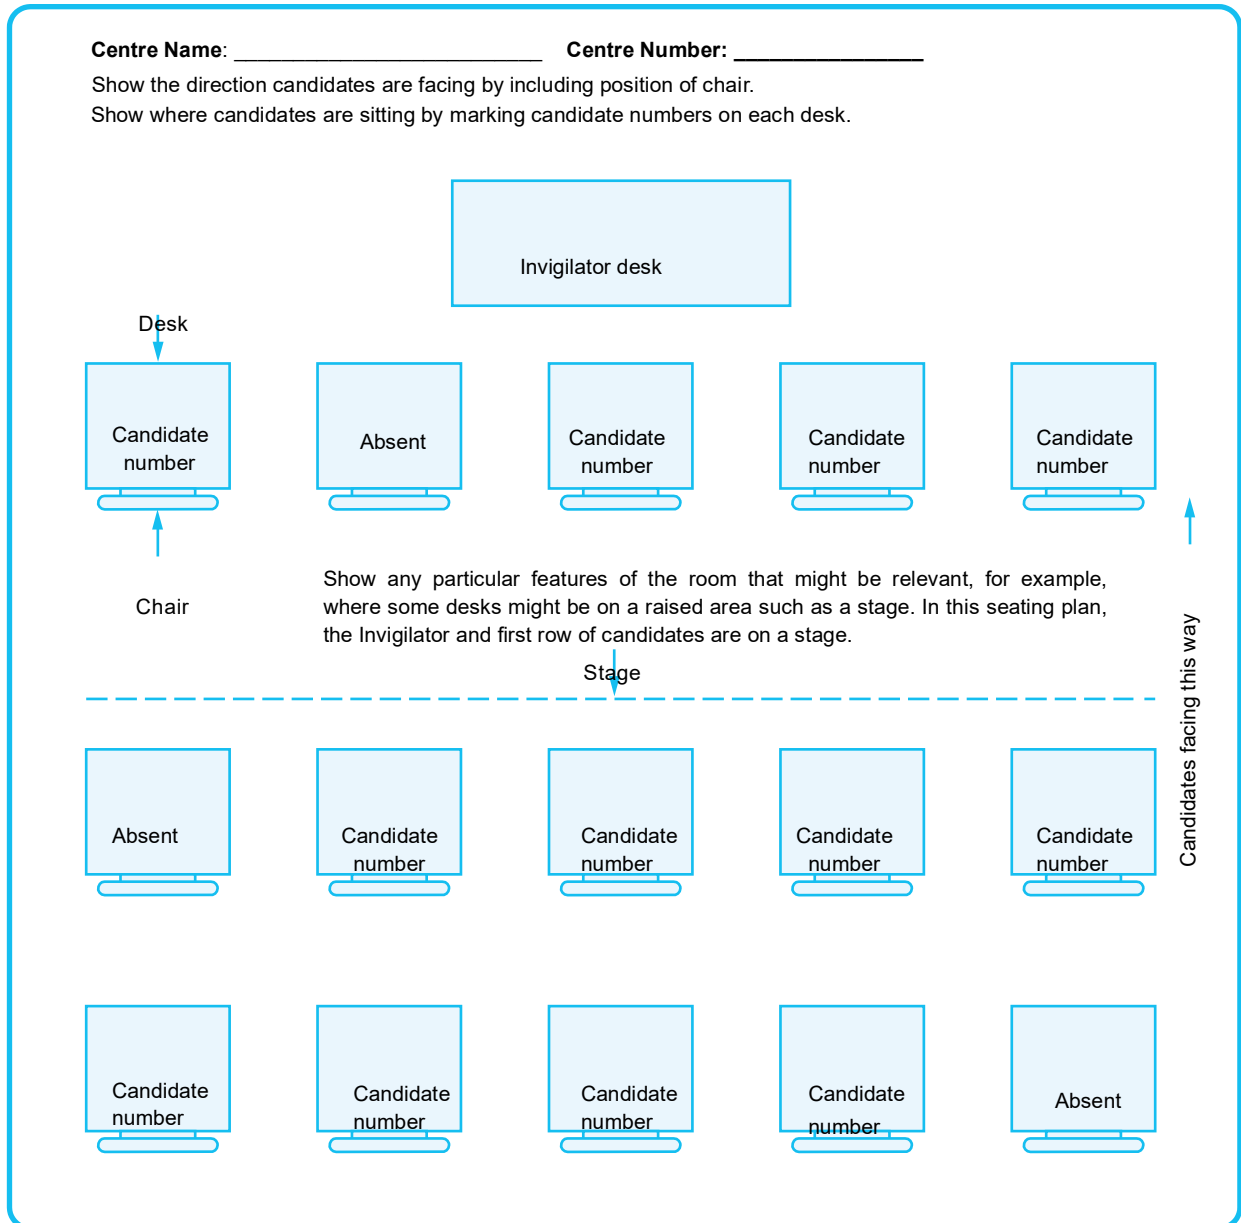 Centre Name: __________________________ Centre Number: ________________
Show the direction candidates are facing by including position of chair.
Show where candidates are sitting by marking candidate numbers on each desk.
Invigilator desk
Desk
Candidate
number
Absent
Candidate
number
Candidate
number
Candidate
number
Chair
Show any particular features of the room that might be relevant, for example,
where some desks might be on a raised area such as a stage. In this seating plan,
the Invigilator and first row of candidates are on a stage.
Stage
Candidates facing this way
Absent
Candidate
number
Candidate
number
Candidate
number
Candidate
number
Candidate
number
Candidate
number
Candidate
number
Candidate
number
Absent